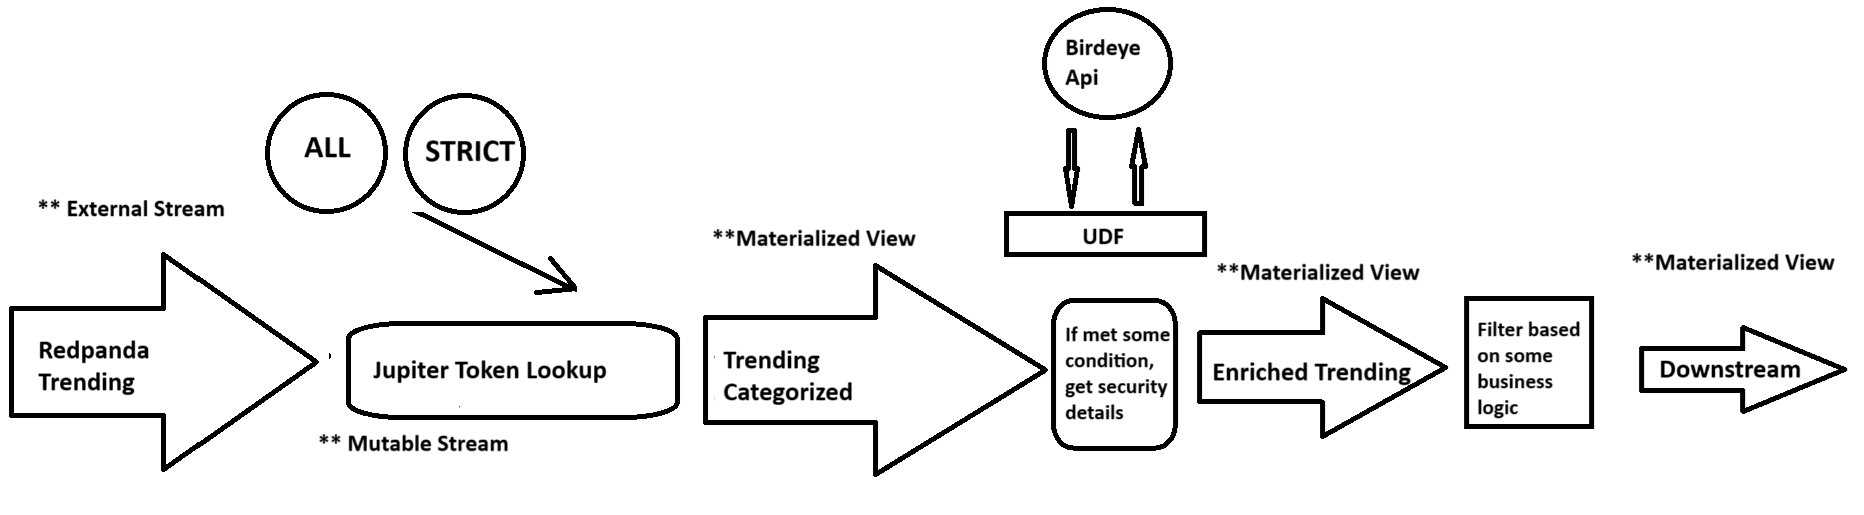 Birdeye
Api
ALL
STRICT
** External Stream
**Materialized View
UDF
**Materialized View
**Materialized View
Redpanda
Trending
Jupiter Token Lookup
** Mutable Stream
Trending
Categorized
If met some
condition,
get security
details
Enriched Trending
Filter based
on some
business
logic
Downstream